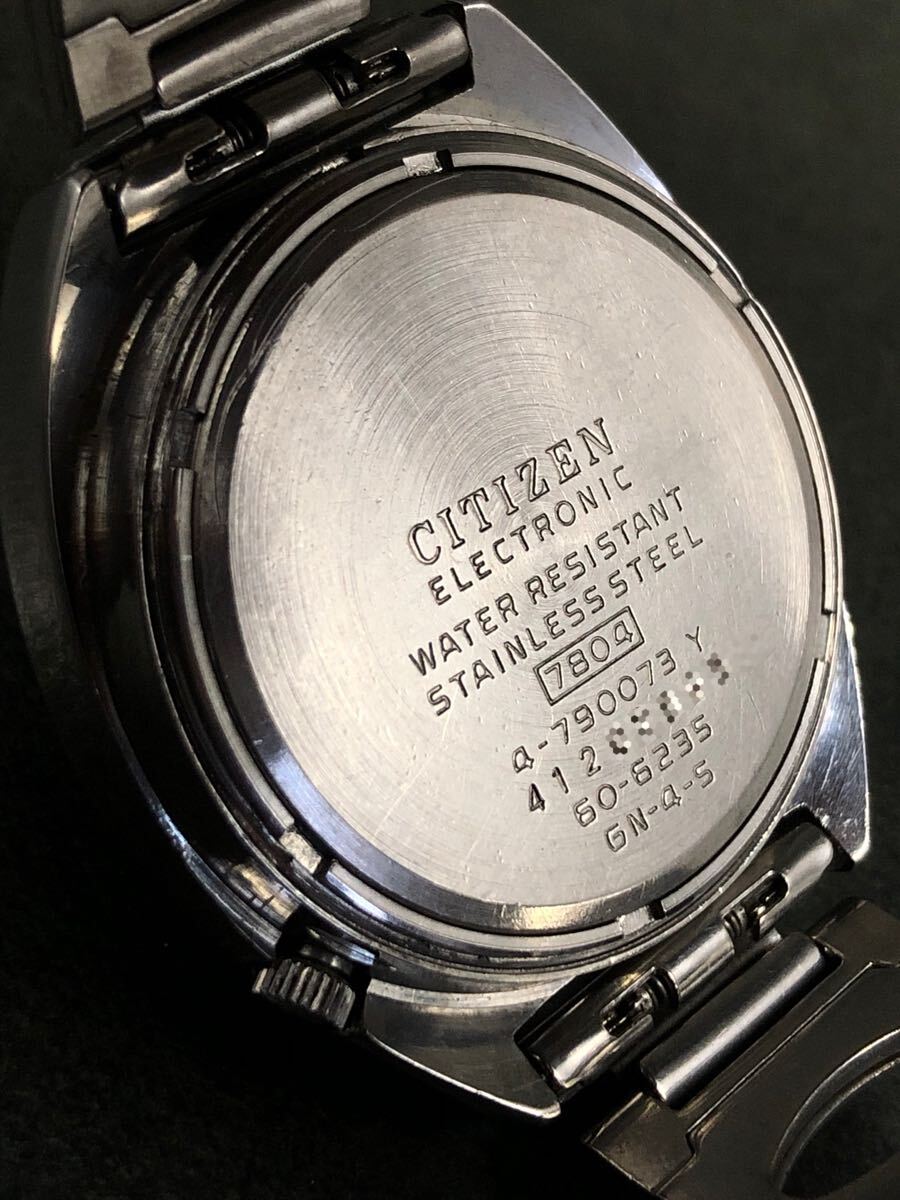 CITIZEN
ELECTRONIC
WATER RESISTANT
STAINLESS STEEL
7804
4-790073 Y
412
60-6235
GN-4-S